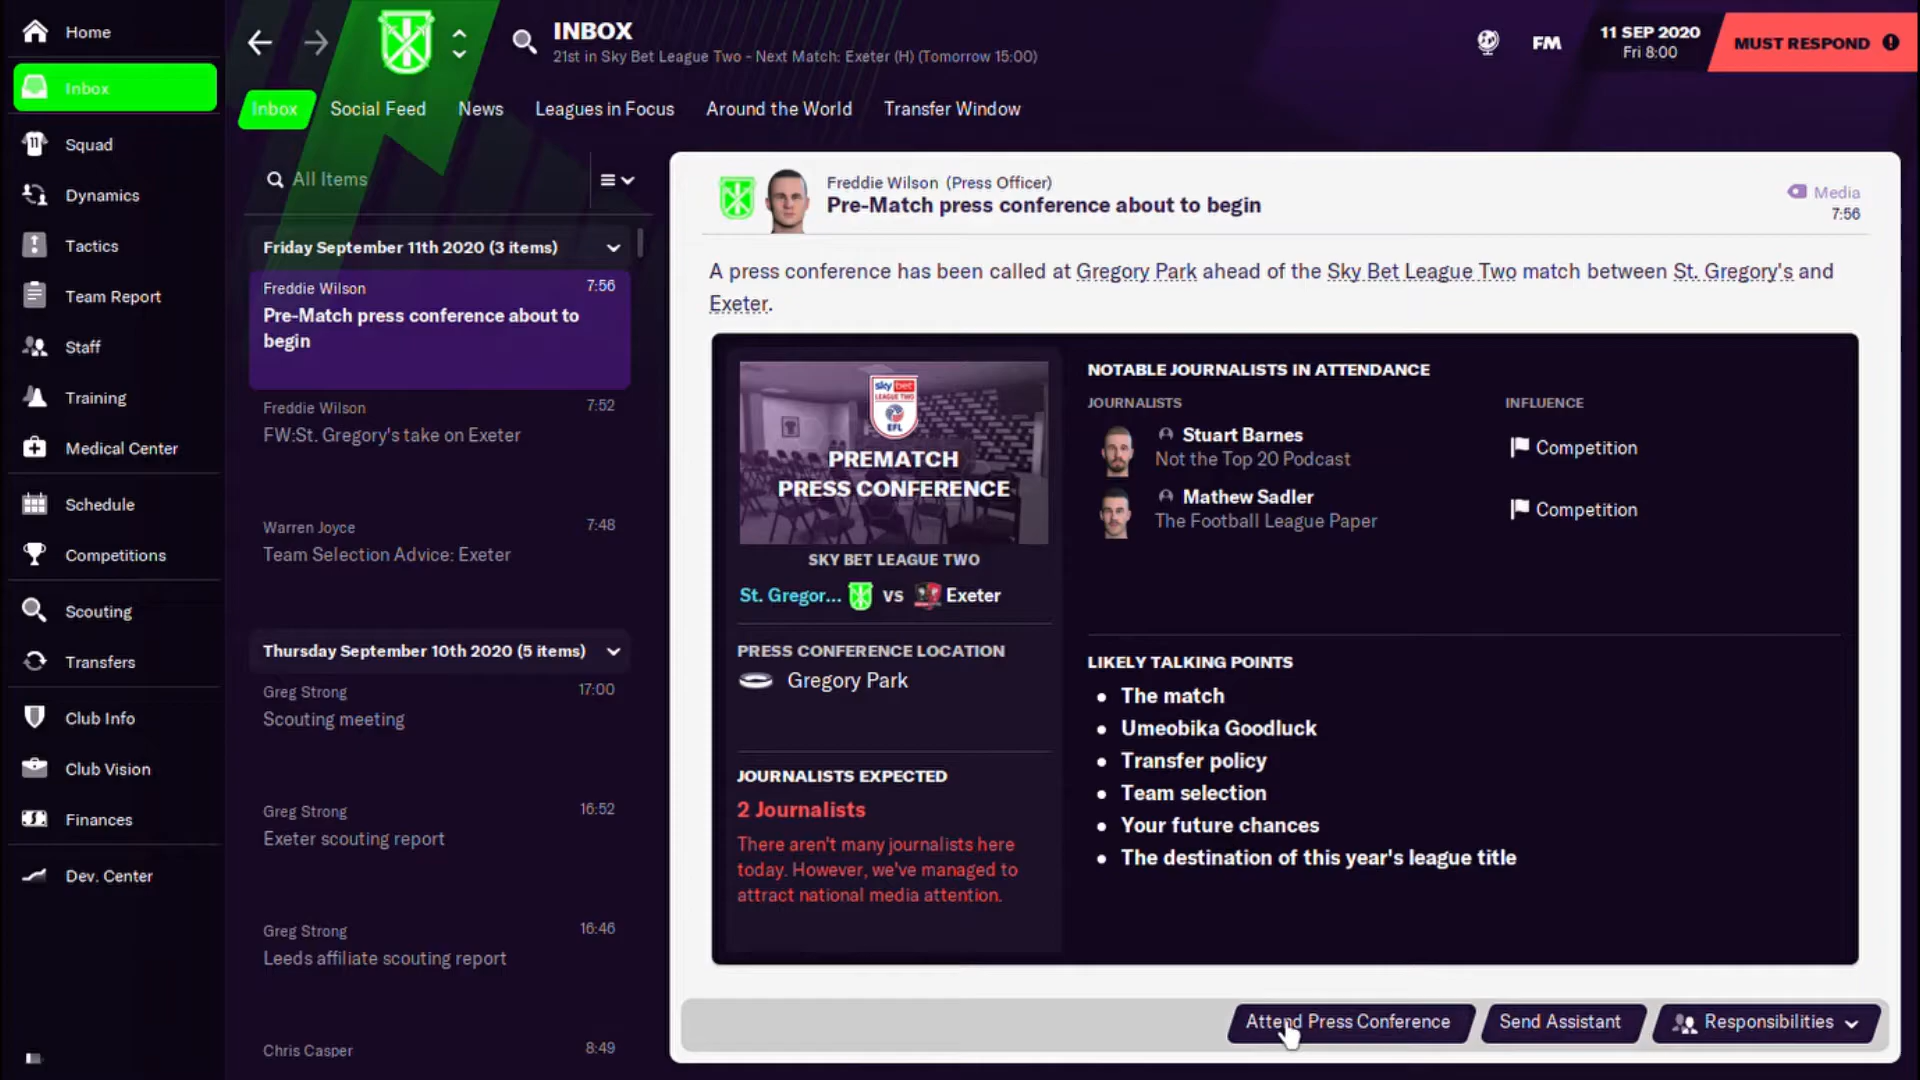 Home
Inbox
Squad
Dynamics
Tactics
Team Report
Staff
Training
Medical Center
Schedule
Competitions
Scouting
Transfers
Club Info
Club Vision
Finances
Dev. Center
INBOX
21st in Sky Bet League Two - Next Match: Exeter (H) (Tomorrow 15:00)
FM
11 SEP 2020
Fri 8:00
MUST RESPOND
Inbox Social Feed News Leagues in Focus Around the World Transfer Window
All Items
Friday September 11th 2020 (3 items)
Freddie Wilson 7:56
Pre-Match press conference about to
begin
Freddie Wilson 7:52
FW:St. Gregory's take on Exeter
Warren Joyce 7:48
Team Selection Advice: Exeter
Thursday September 10th 2020 (5 items)
Greg Strong 17:00
Scouting meeting
Greg Strong 16:52
Exeter scouting report
Greg Strong 16:46
Leeds affiliate scouting report
Chris Casper 8:49
Freddie Wilson (Press Officer)
Pre-Match press conference about to begin
Media
7:56
A press conference has been called at Gregory Park ahead of the Sky Bet League Two match between St. Gregory's and
Exeter.
sky bet
LEAGUE TWO
EFL
PREMATCH
PRESS CONFERENCE
SKY BET LEAGUE TWO
St. Gregor... vs Exeter
PRESS CONFERENCE LOCATION
Gregory Park
JOURNALISTS EXPECTED
2 Journalists
There aren't many journalists here
today. However, we've managed to
attract national media attention.
NOTABLE JOURNALISTS IN ATTENDANCE
JOURNALISTS INFLUENCE
Stuart Barnes
Not the Top 20 Podcast
Competition
Mathew Sadler
The Football League Paper
Competition
LIKELY TALKING POINTS
The match
Umeobika Goodluck
Transfer policy
Team selection
Your future chances
The destination of this year's league title
Attend Press Conference Send Assistant Responsibilities